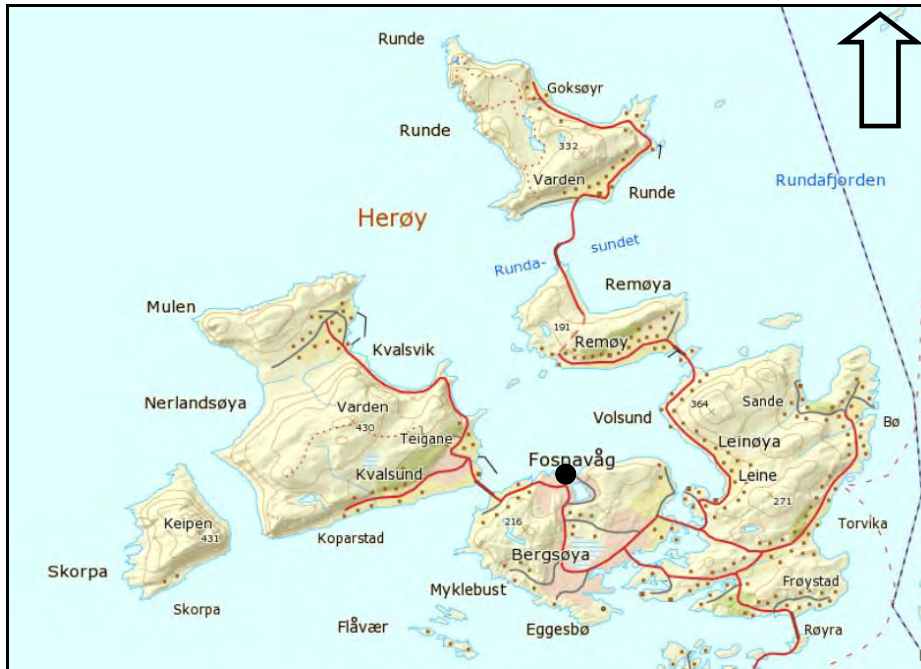 Runde
Goksøyr
Runde
332
Varden
Runde
Rundafjorden
Herøy
Runda-
sundet
Remøya
Mulen
191
Remøy
Kvalsvik
Nerlandsøya
Varden
430
Teigane
Volsund
364
Sande
Bø
Leinøya
Fosnavåg
Kvalsund
Leine
271
Keipen
431
Koparstad
216
Torvika
Bergsøya
Skorpa
Myklebust
Frøystad
Skorpa
Flåvær
Eggesbø
Røyra